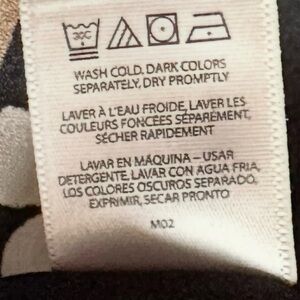 30C
WASH COLD. DARK COLORS
SEPARATELY, DRY PROMPTLY
LAVER À L'EAU FROIDE, LAVER LES
COULEURS FONCÉES SÉPARÉMENT,
SÉCHER RAPIDEMENT
LAVAR EN MÁQUINA – USAR
DETERGENTE, LAVAR CON AGUA FRIA,
LOS COLORES OSCUROS SEPARADO,
EXPRIMIR, SECAR PRONTO
M02